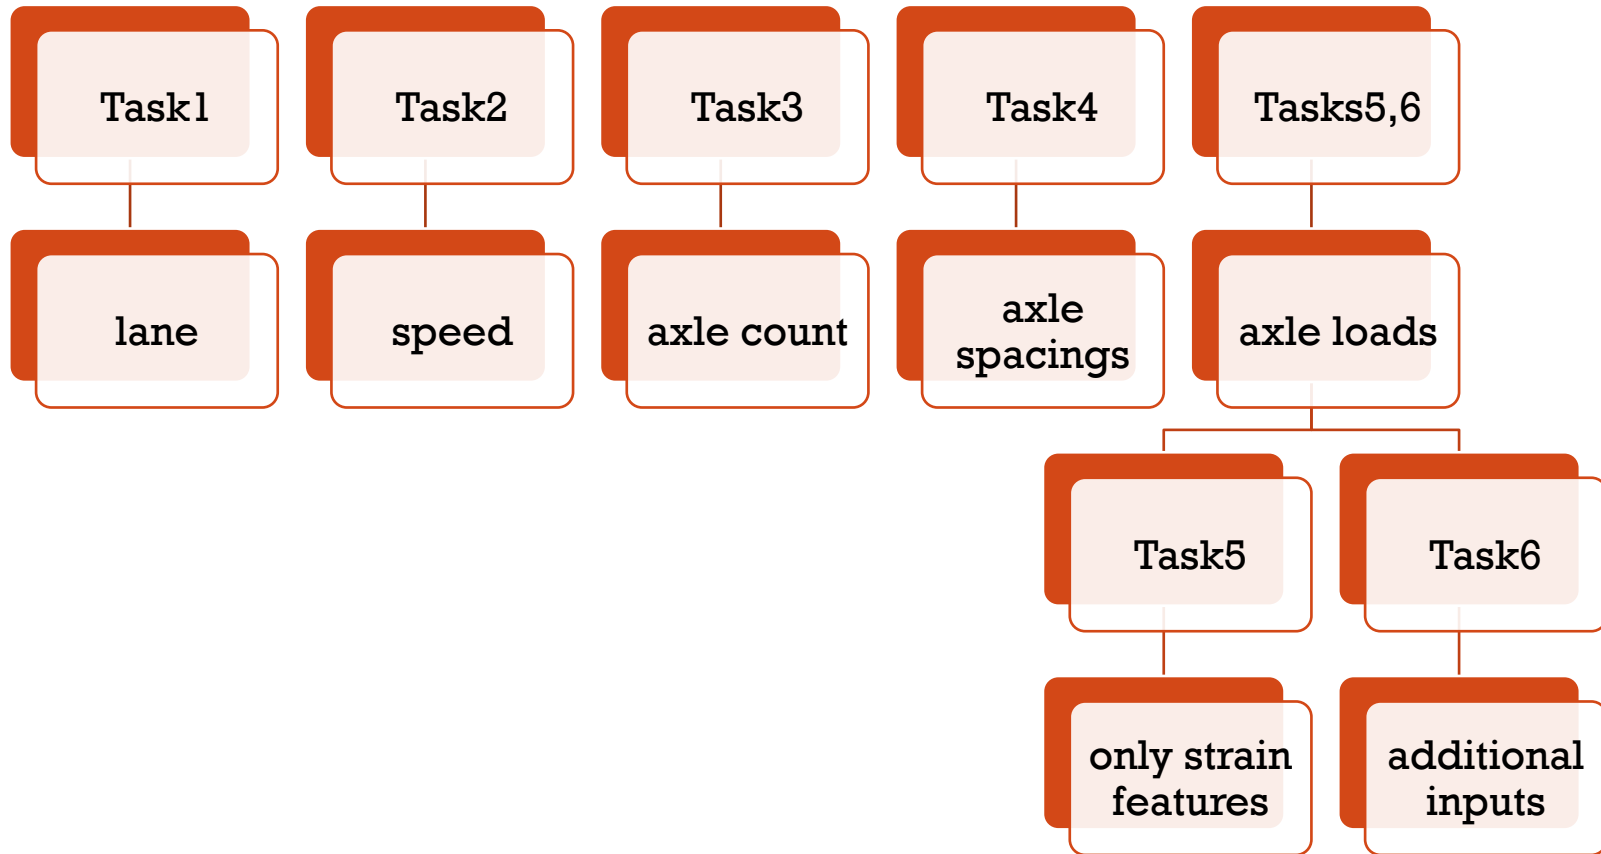 Task1
Task2
Task3
Task4
Tasks5,6
lane
speed
axle count
axle
spacings
axle loads
Task5
Task6
only strain
features
additional
inputs